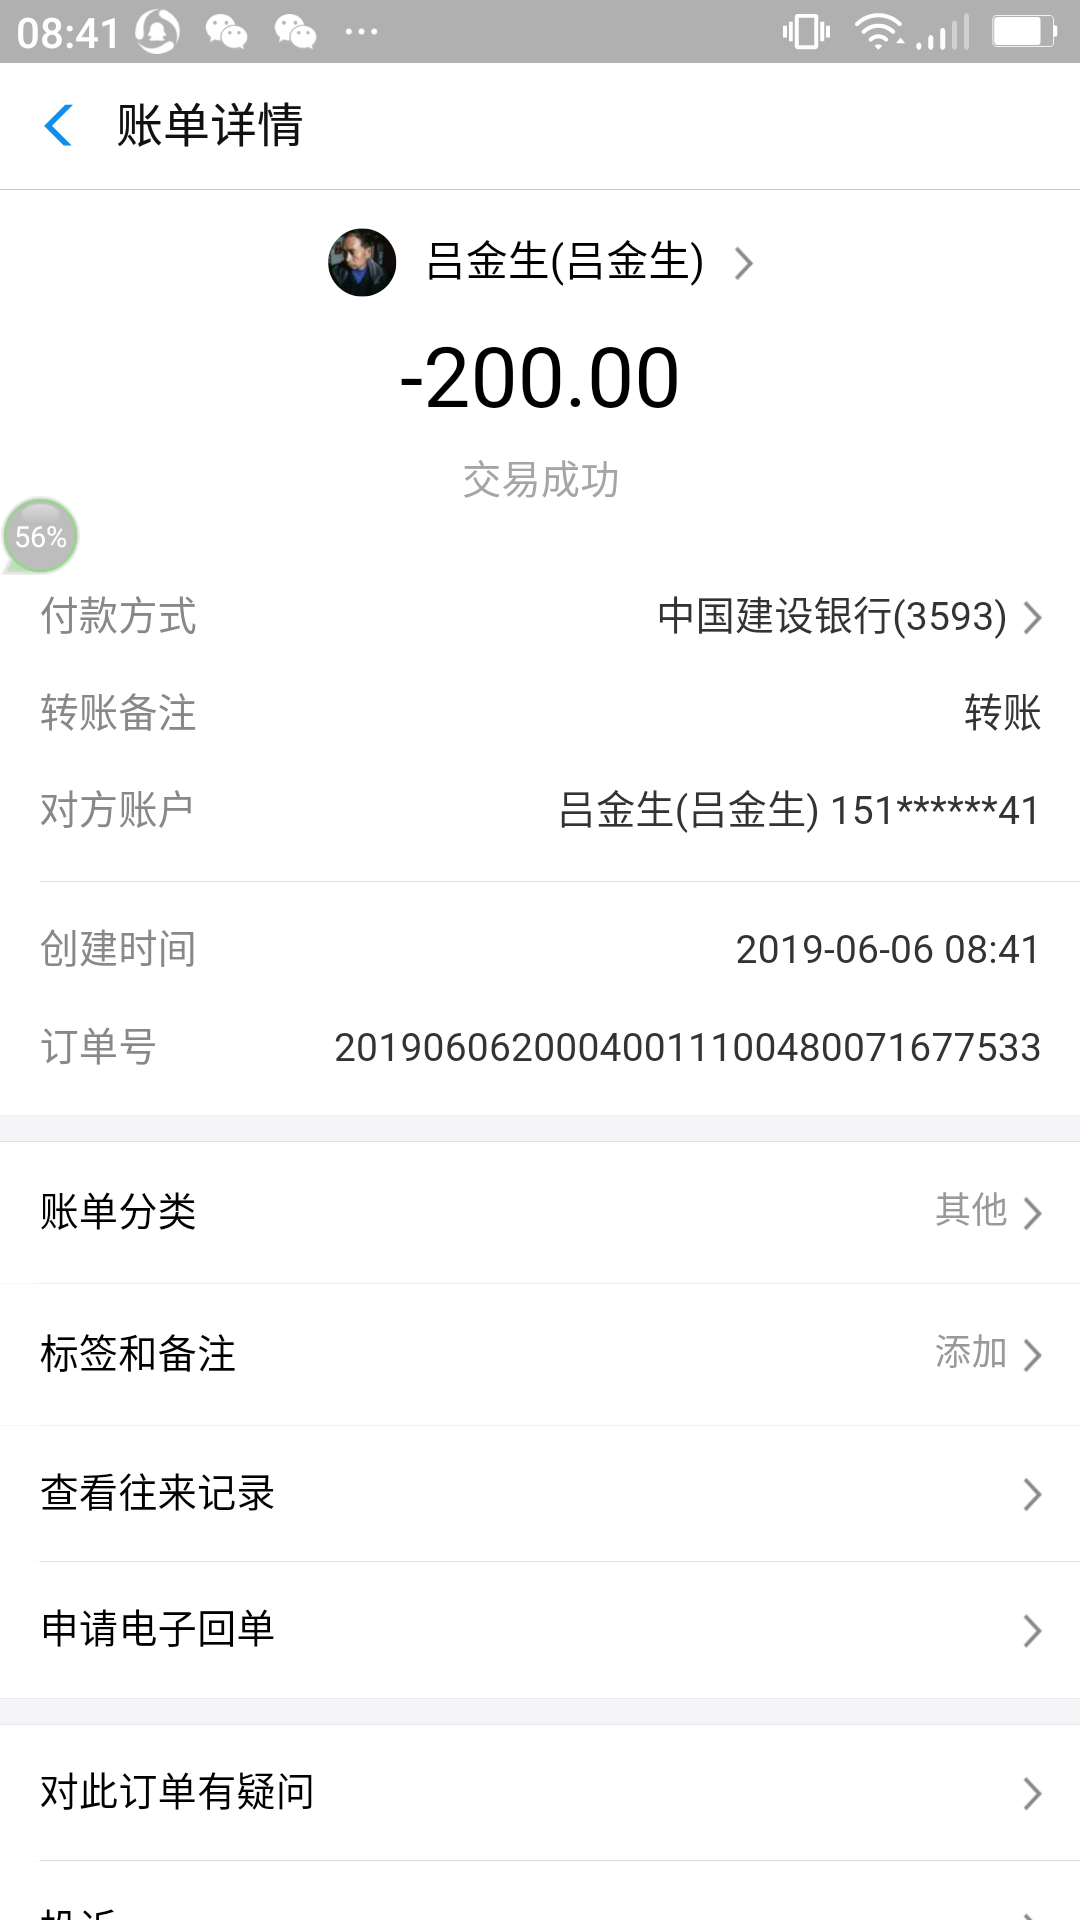 08:41
账单详情
吕金生(吕金生)
-200.00
交易成功
56%
付款方式 中国建设银行(3593)
转账备注 转账
对方账户 吕金生(吕金生) 151******41
创建时间 2019-06-06 08:41
订单号 20190606200040011100480071677533
账单分类 其他
标签和备注 添加
查看往来记录
申请电子回单
对此订单有疑问
投诉